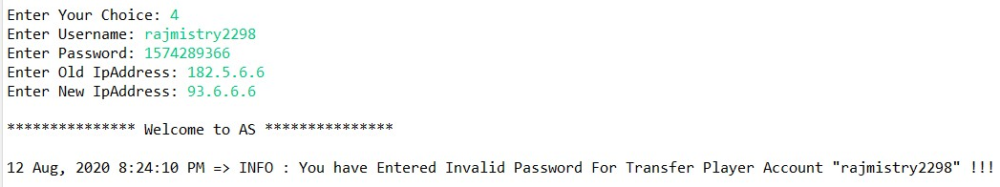 Enter Your Choice: 4
Enter Username: rajmistry2298
Enter Password: 1574289366
Enter Old IpAddress: 182.5.6.6
Enter New IpAddress: 93.6.6.6
*************** Welcome to AS ***************
12 Aug, 2020 8:24:10 PM => INFO : You have Entered Invalid Password For Transfer Player Account "rajmistry2298" !!!